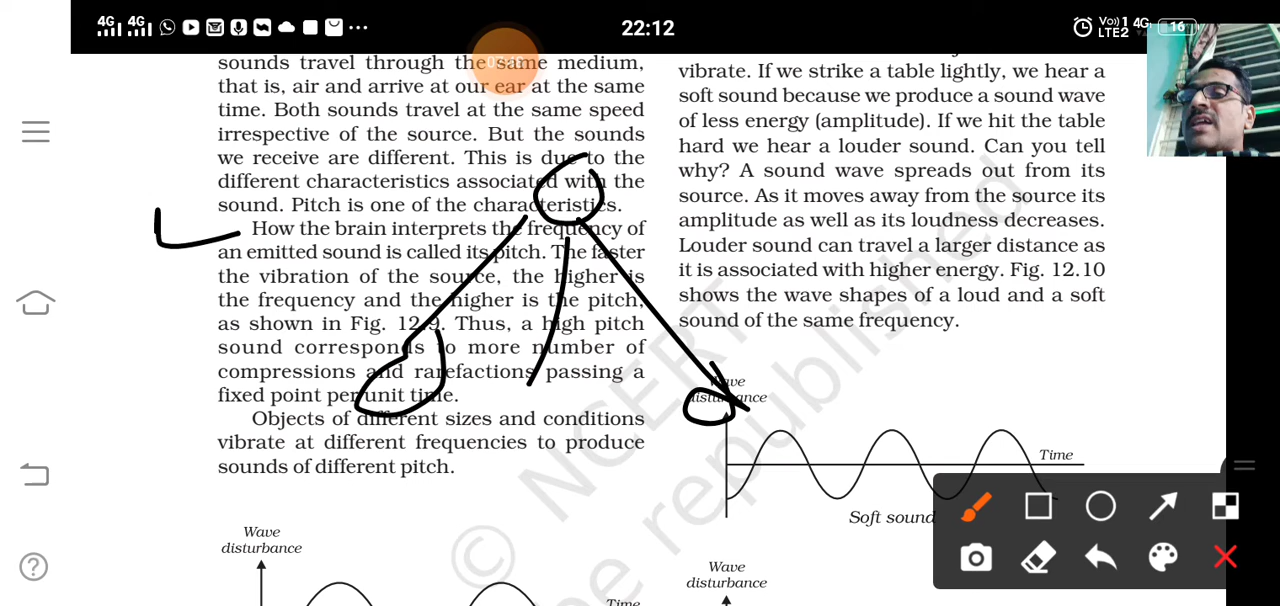 4G 4G
22:12
Vo)) 1 4G
LTE2
16
sounds travel through the same medium,
that is, air and arrive at our ear at the same
time. Both sounds travel at the same speed
irrespective of the source. But the sounds
we receive are different. This is due to the
different characteristics associated with the
sound. Pitch is one of the characteristics.
How the brain interprets the frequency of
an emitted sound is called its pitch. The faster
the vibration of the source, the higher is
the frequency and the higher is the pitch,
as shown in Fig. 12.9. Thus, a high pitch
sound corresponds to more number of
compressions and rarefactions passing a
fixed point per unit time.
Objects of different sizes and conditions
vibrate at different frequencies to produce
sounds of different pitch.
Wave
disturbance
Time
vibrate. If we strike a table lightly, we hear a
soft sound because we produce a sound wave
of less energy (amplitude). If we hit the table
hard we hear a louder sound. Can you tell
why? A sound wave spreads out from its
source. As it moves away from the source its
amplitude as well as its loudness decreases.
Louder sound can travel a larger distance as
it is associated with higher energy. Fig. 12.10
shows the wave shapes of a loud and a soft
sound of the same frequency.
Wave
disturbance
Time
Soft sound
Wave
disturbance
© NCERT
be republished